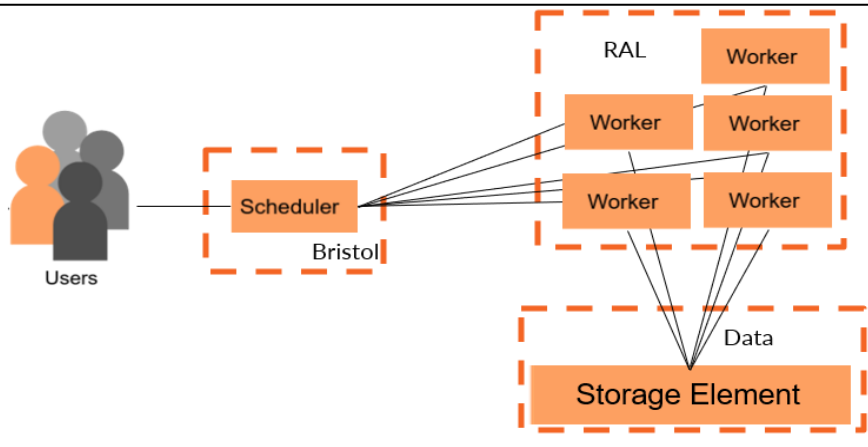 RAL
Worker
Worker
Worker
Worker
Worker
Scheduler
Bristol
Users
Data
Storage Element